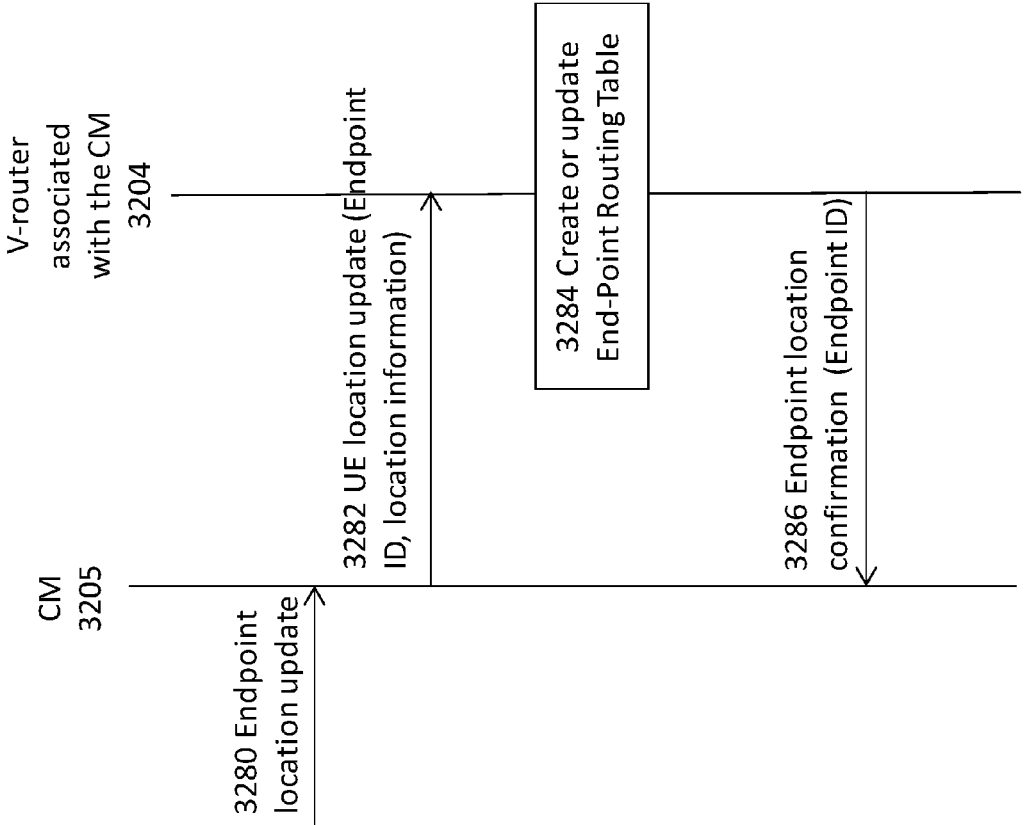 CM
3205
V-router
associated
with the CM
3204
3280 Endpoint
location update
3282 UE location update (Endpoint
ID, location information)
3284 Create or update
End-Point Routing Table
3286 Endpoint location
confirmation (Endpoint ID)